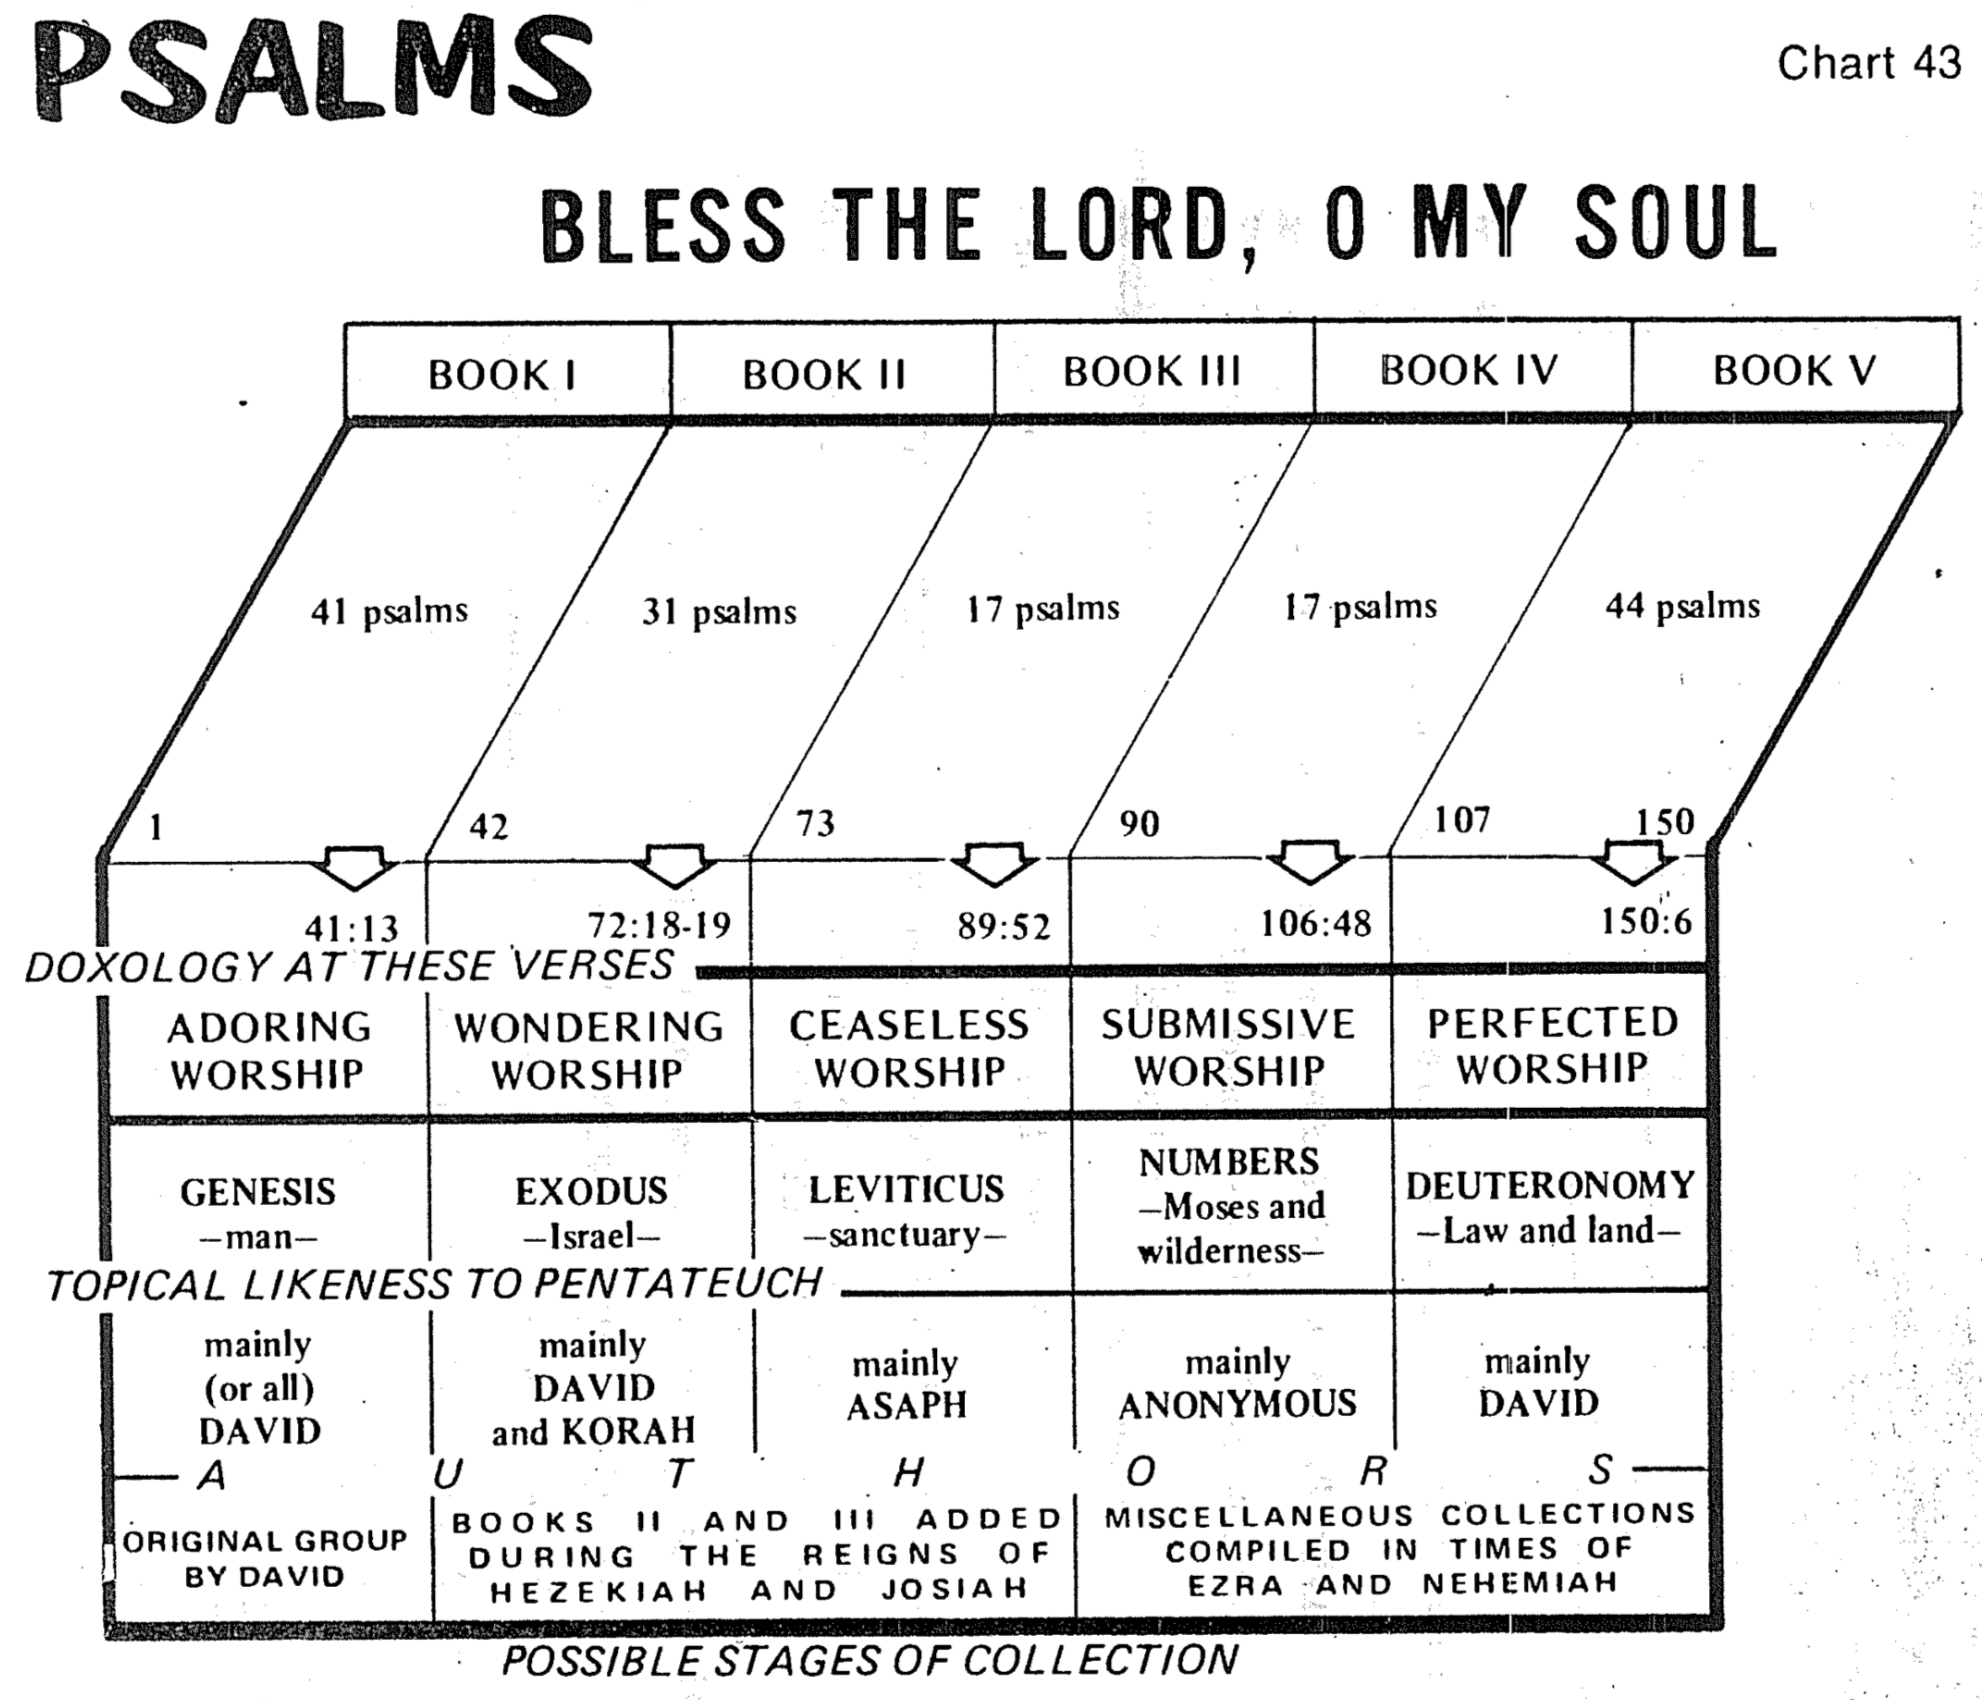 PSALMS
Chart 43
BLESS THE LORD, O MY SOUL
BOOK I BOOK II BOOK III BOOK IV BOOK V
41 psalms 31 psalms 17 psalms 17 psalms 44 psalms
1 42 73 90 107 150
41:13 72:18-19 89:52 106:48 150:6
DOXOLOGY AT THESE VERSES
ADORING WONDERING CEASELESS SUBMISSIVE PERFECTED
WORSHIP WORSHIP WORSHIP WORSHIP WORSHIP
GENESIS
—man—
EXODUS
—Israel—
LEVITICUS
—sanctuary—
NUMBERS
—Moses and
wilderness—
DEUTERONOMY
—Law and land—
TOPICAL LIKENESS TO PENTATEUCH
mainly
(or all)
DAVID
mainly
DAVID
and KORAH
mainly
ASAPH
mainly
ANONYMOUS
mainly
DAVID
A U T H O R S
ORIGINAL GROUP
BY DAVID
BOOKS II AND III ADDED
DURING THE REIGNS OF
HEZEKIAH AND JOSIAH
MISCELLANEOUS COLLECTIONS
COMPILED IN TIMES OF
EZRA AND NEHEMIAH
POSSIBLE STAGES OF COLLECTION